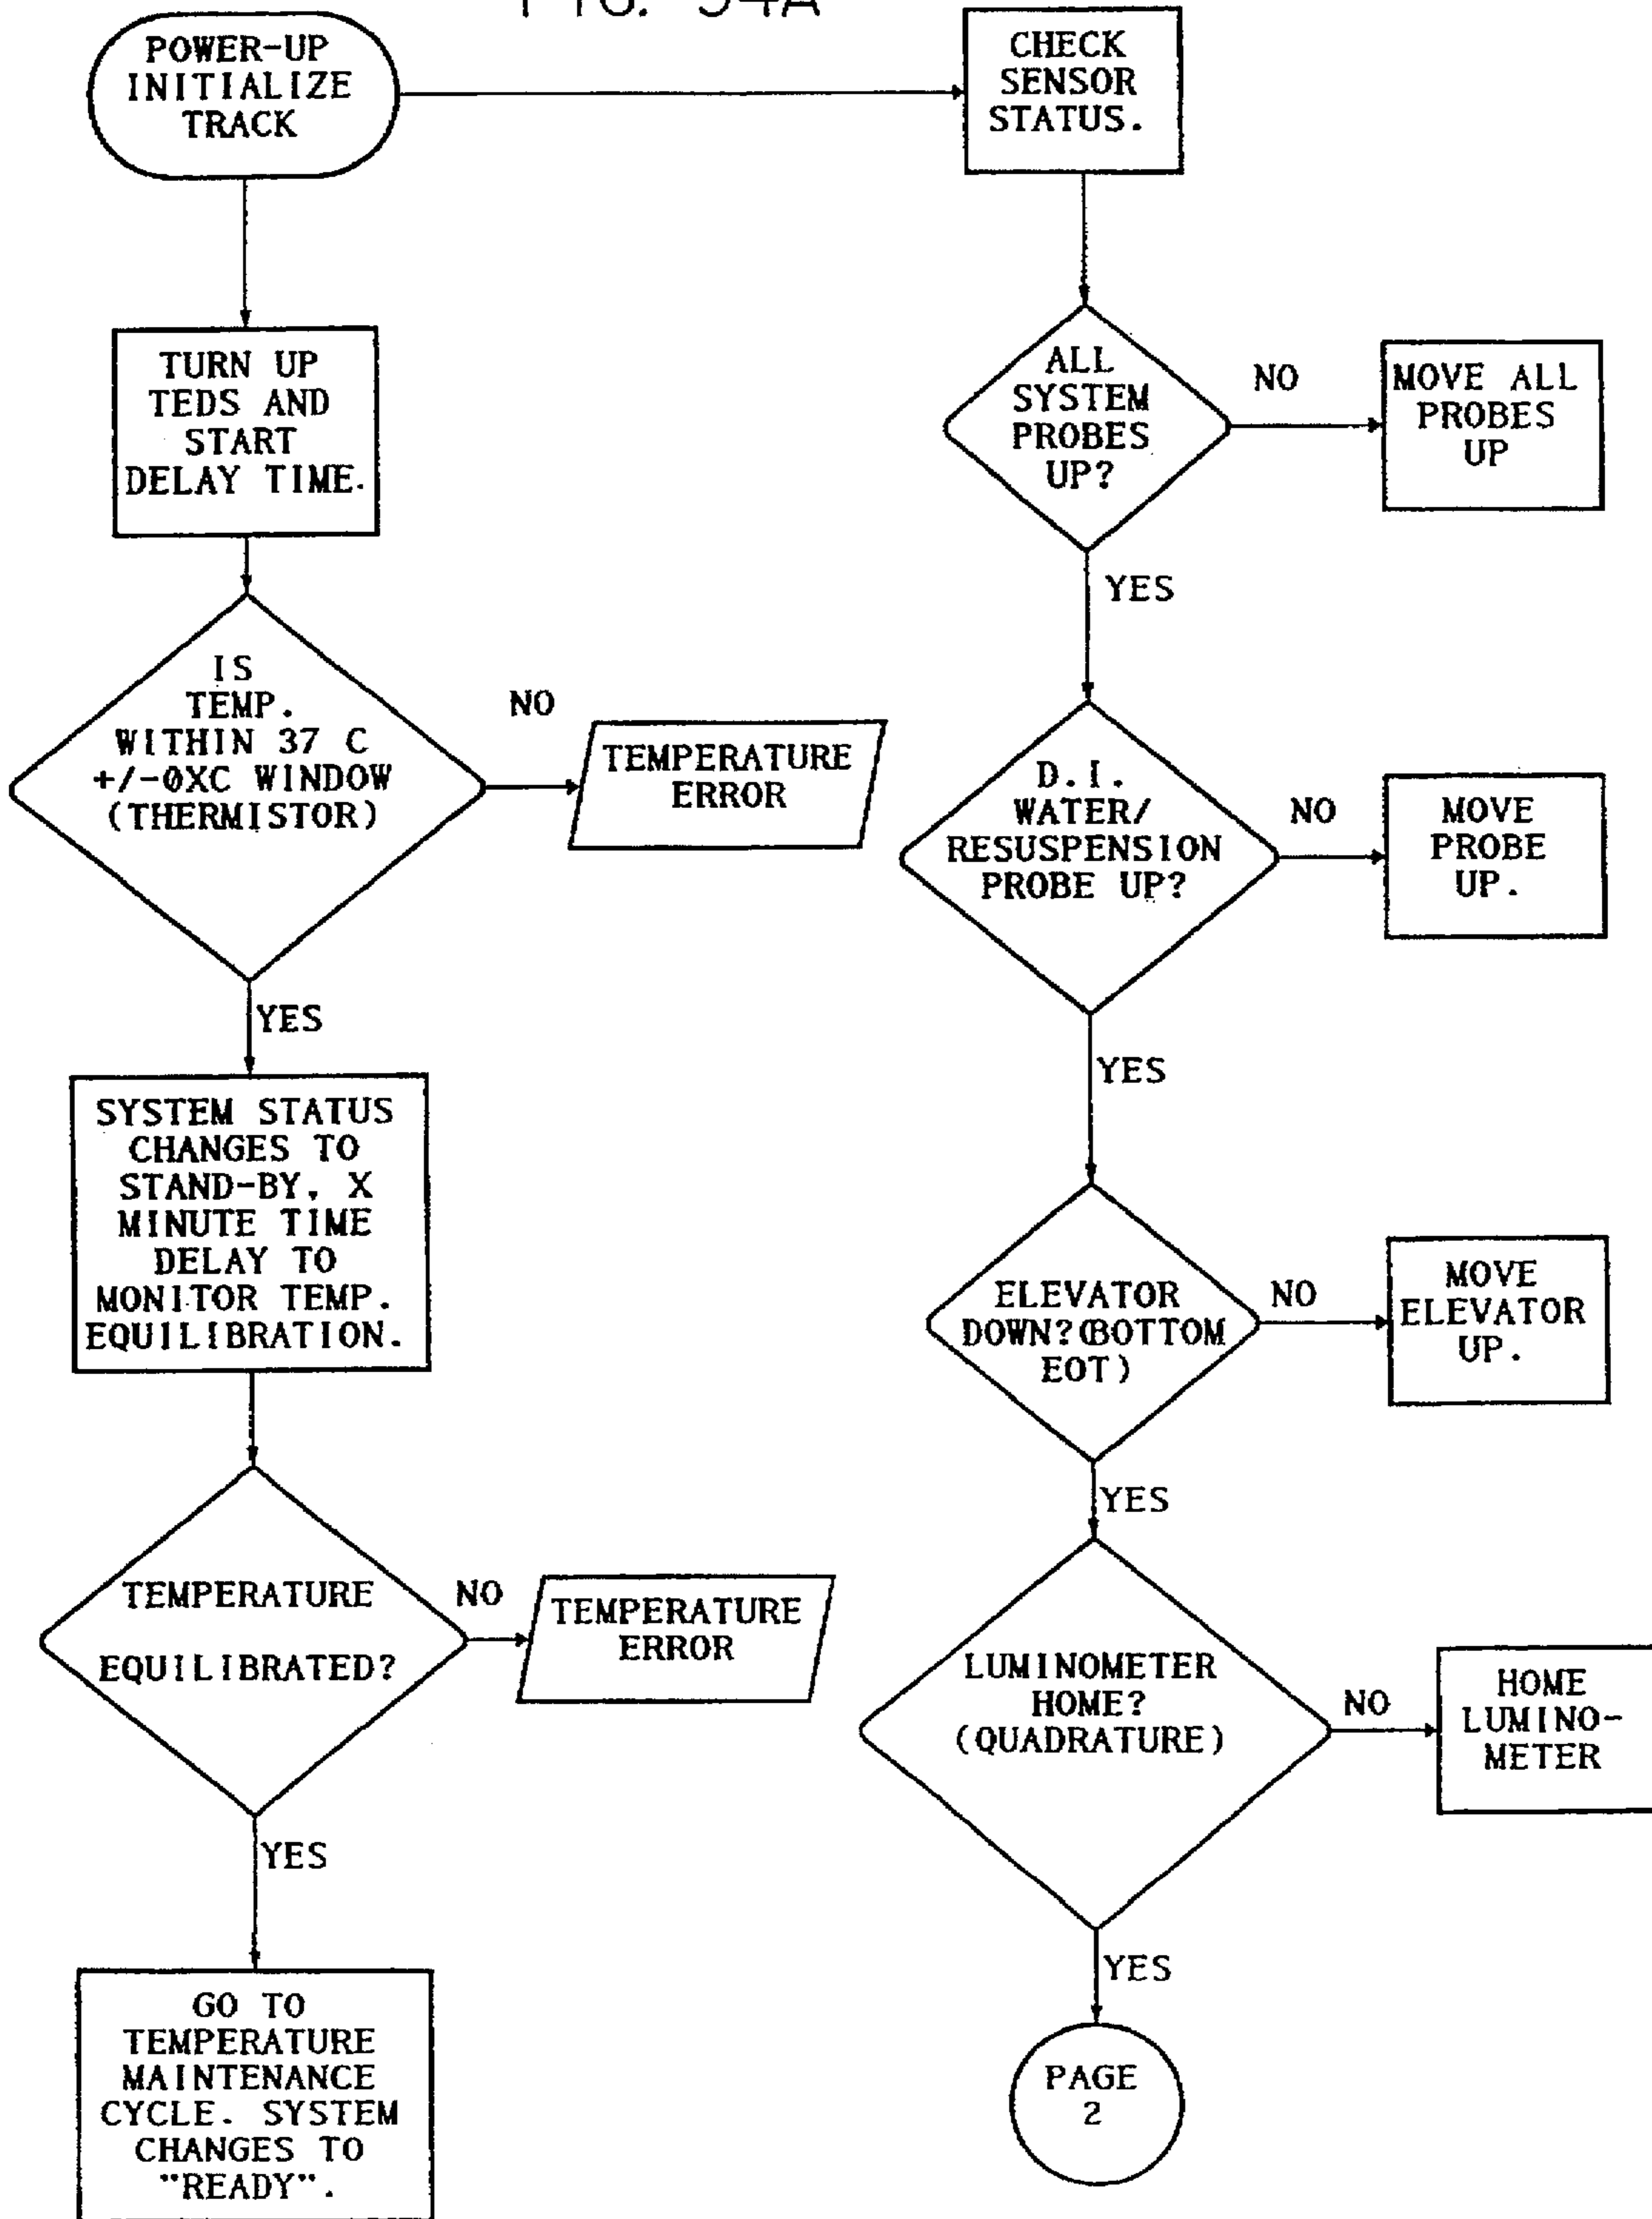 FIG. 54A
POWER-UP
INITIALIZE
TRACK
TURN UP
TEDS AND
START
DELAY TIME.
IS
TEMP.
WITHIN 37 C
+/-0XC WINDOW
(THERMISTOR)
NO
TEMPERATURE
ERROR
YES
SYSTEM STATUS
CHANGES TO
STAND-BY, X
MINUTE TIME
DELAY TO
MONITOR TEMP.
EQUILIBRATION.
TEMPERATURE
EQUILIBRATED?
NO
TEMPERATURE
ERROR
YES
GO TO
TEMPERATURE
MAINTENANCE
CYCLE. SYSTEM
CHANGES TO
"READY".
CHECK
SENSOR
STATUS.
ALL
SYSTEM
PROBES
UP?
NO
MOVE ALL
PROBES
UP
YES
D.I.
WATER/
RESUSPENSION
PROBE UP?
NO
MOVE
PROBE
UP.
YES
ELEVATOR
DOWN?(BOTTOM
EOT)
NO
MOVE
ELEVATOR
UP.
YES
LUMINOMETER
HOME?
(QUADRATURE)
NO
HOME
LUMINO-
METER
YES
PAGE
2